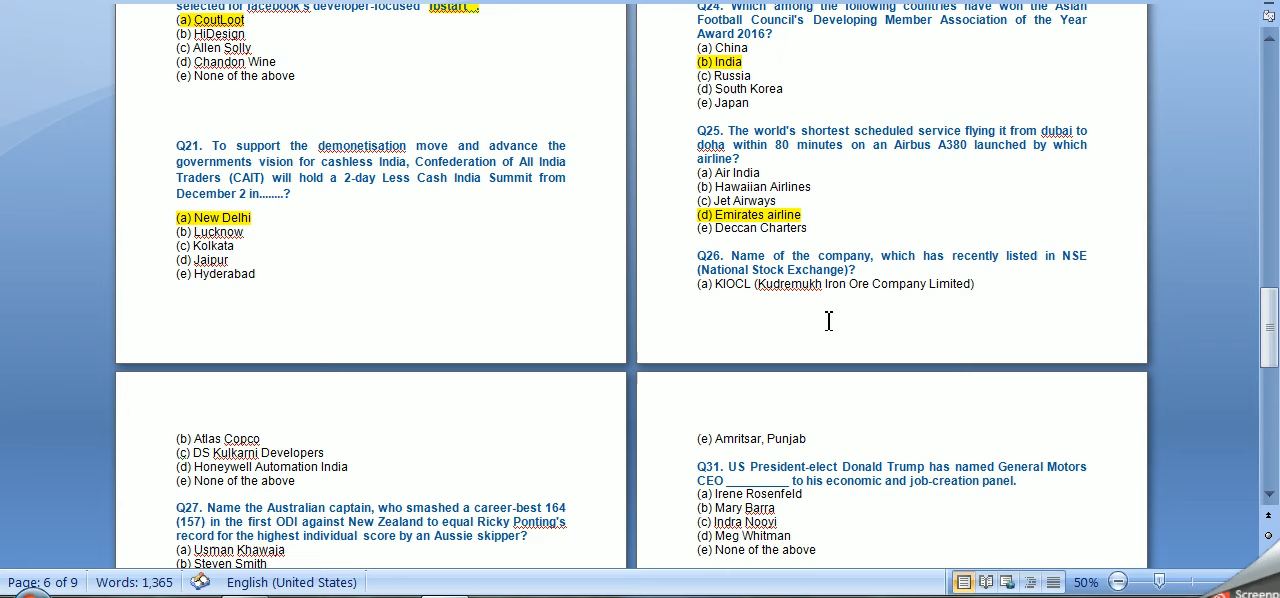 selected for facebook's developer-focused "fbstart"?
(a) CoutLoot
(b) HiDesign
(c) Allen Solly
(d) Chandon Wine
(e) None of the above
Q21. To support the demonetisation move and advance the
governments vision for cashless India, Confederation of All India
Traders (CAIT) will hold a 2-day Less Cash India Summit from
December 2 in........?
(a) New Delhi
(b) Lucknow
(c) Kolkata
(d) Jaipur
(e) Hyderabad
Q24. Which among the following countries have won the Asian
Football Council's Developing Member Association of the Year
Award 2016?
(a) China
(b) India
(c) Russia
(d) South Korea
(e) Japan
Q25. The world's shortest scheduled service flying it from dubai to
doha within 80 minutes on an Airbus A380 launched by which
airline?
(a) Air India
(b) Hawaiian Airlines
(c) Jet Airways
(d) Emirates airline
(e) Deccan Charters
Q26. Name of the company, which has recently listed in NSE
(National Stock Exchange)?
(a) KIOCL (Kudremukh Iron Ore Company Limited)
(b) Atlas Copco
(c) DS Kulkarni Developers
(d) Honeywell Automation India
(e) None of the above
Q27. Name the Australian captain, who smashed a career-best 164
(157) in the first ODI against New Zealand to equal Ricky Ponting's
record for the highest individual score by an Aussie skipper?
(a) Usman Khawaja
(b) Steven Smith
(e) Amritsar, Punjab
Q31. US President-elect Donald Trump has named General Motors
CEO __________ to his economic and job-creation panel.
(a) Irene Rosenfeld
(b) Mary Barra
(c) Indra Nooyi
(d) Meg Whitman
(e) None of the above
Page: 6 of 9
Words: 1,365
English (United States)
50%